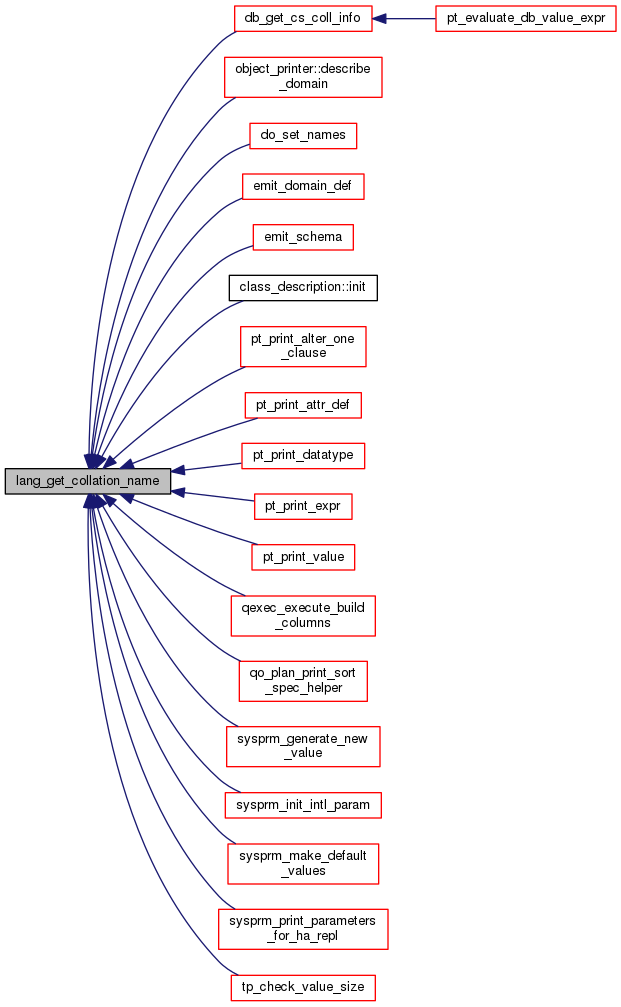 db_get_cs_coll_info
pt_evaluate_db_value_expr
object_printer::describe
_domain
do_set_names
emit_domain_def
emit_schema
class_description::init
pt_print_alter_one
_clause
pt_print_attr_def
pt_print_datatype
lang_get_collation_name
pt_print_expr
pt_print_value
qexec_execute_build
_columns
qo_plan_print_sort
_spec_helper
sysprm_generate_new
_value
sysprm_init_intl_param
sysprm_make_default
_values
sysprm_print_parameters
_for_ha_repl
tp_check_value_size